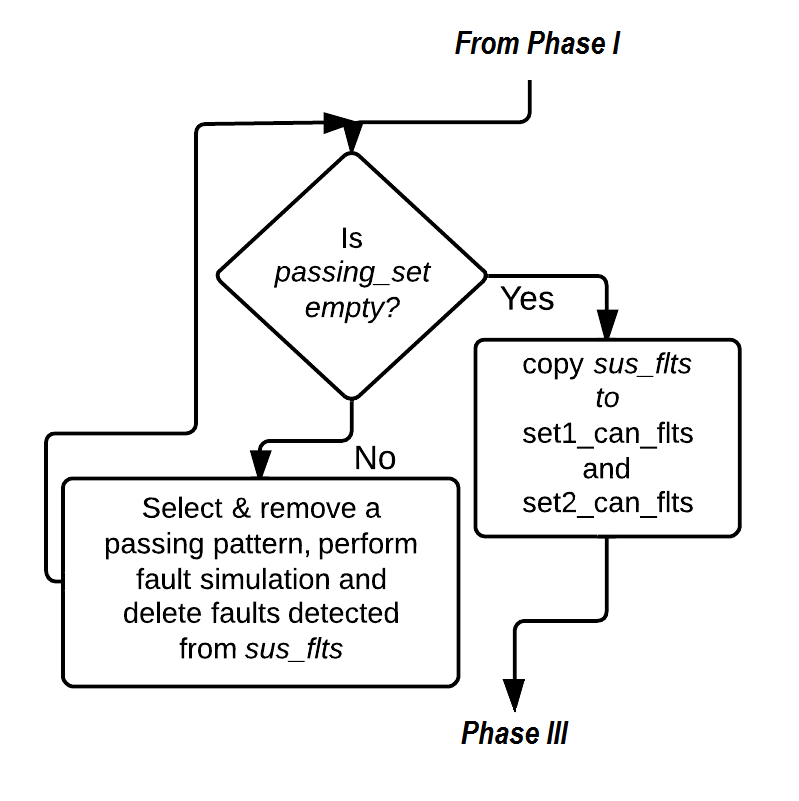 From Phase I
Is
passing_set
empty?
Yes
copy sus_flts
to
set1_can_flts
and
set2_can_flts
No
Select & remove a
passing pattern, perform
fault simulation and
delete faults detected
from sus_flts
Phase III